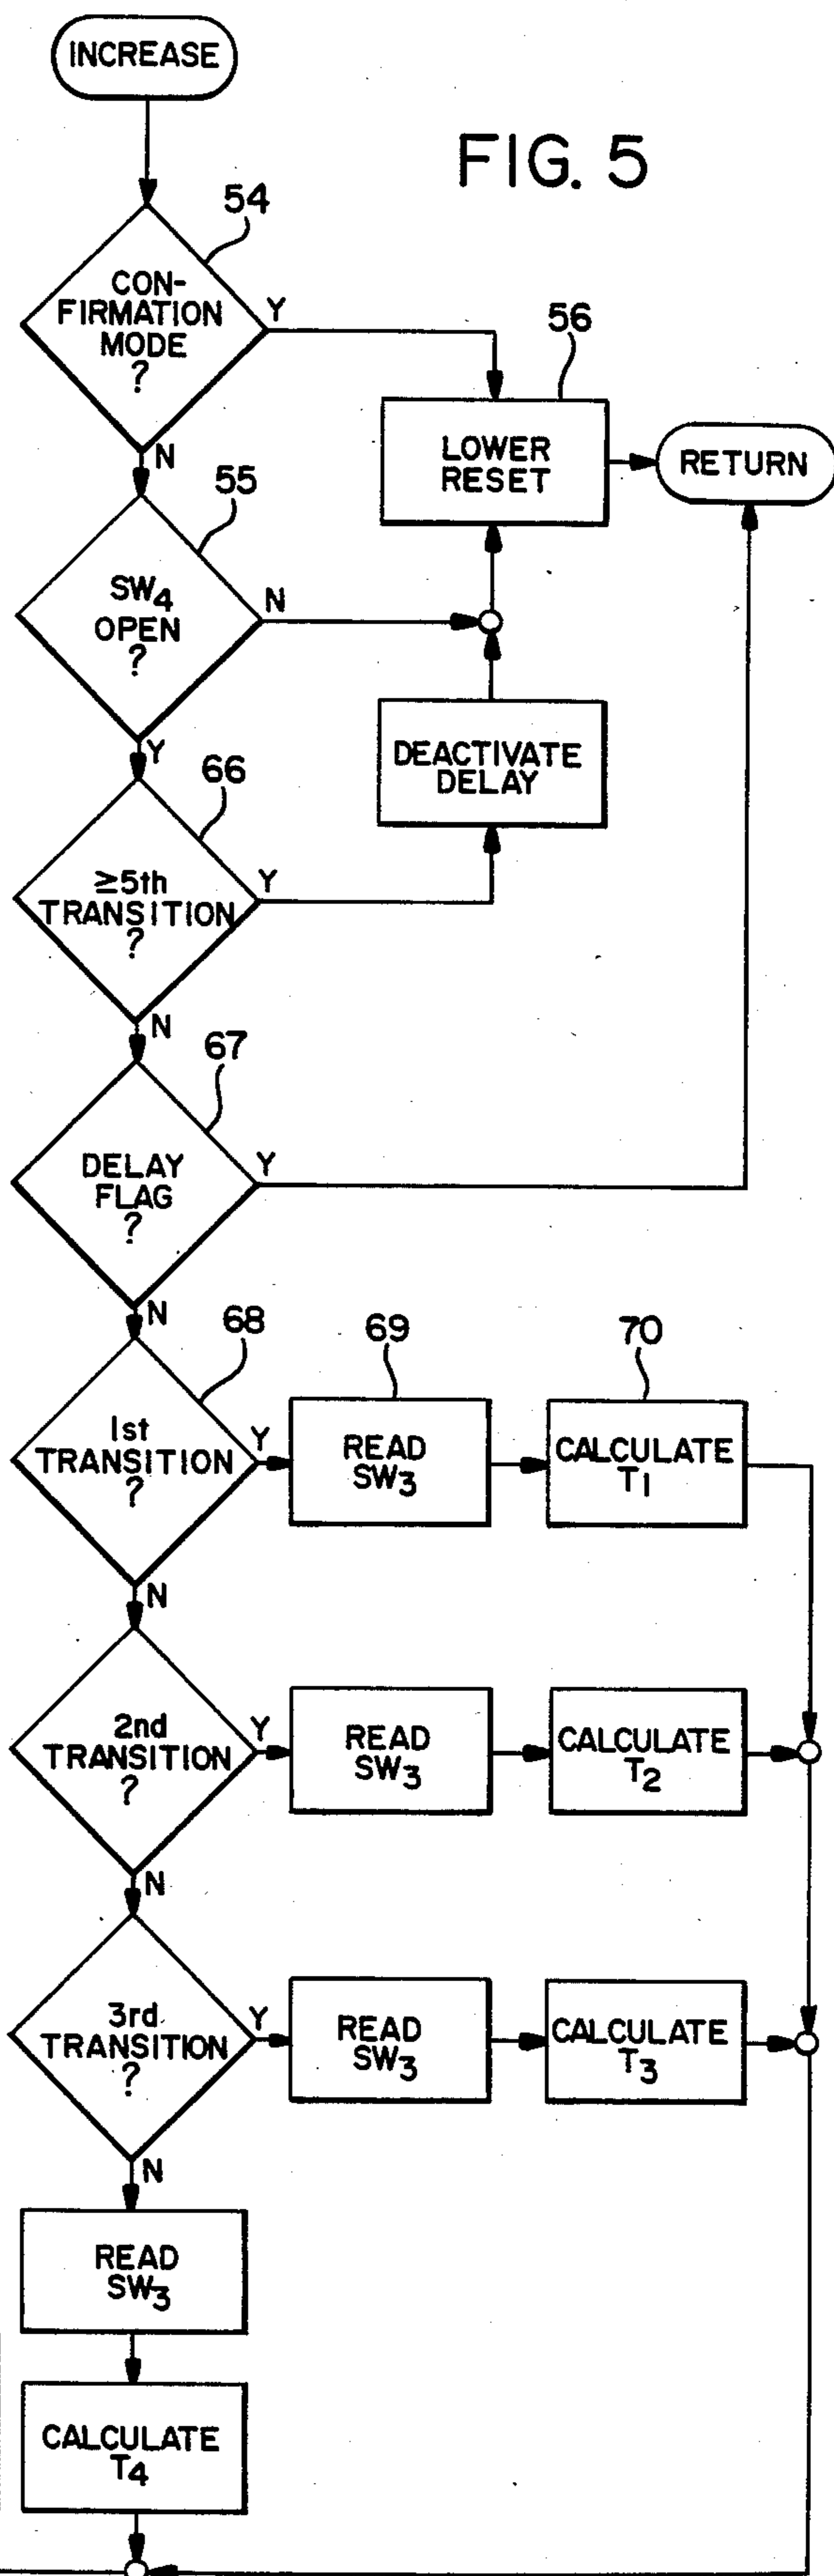 INCREASE
FIG. 5
54
CON-
FIRMATION
MODE
?
Y
N
56
LOWER
RESET
RETURN
55
SW4
OPEN
?
N
Y
DEACTIVATE
DELAY
66
≥5th
TRANSITION
?
Y
N
67
DELAY
FLAG
?
Y
N
68
1st
TRANSITION
?
Y
N
69
READ
SW3
70
CALCULATE
T1
2nd
TRANSITION
?
Y
N
READ
SW3
CALCULATE
T2
3rd
TRANSITION
?
Y
N
READ
SW3
CALCULATE
T3
READ
SW3
CALCULATE
T4